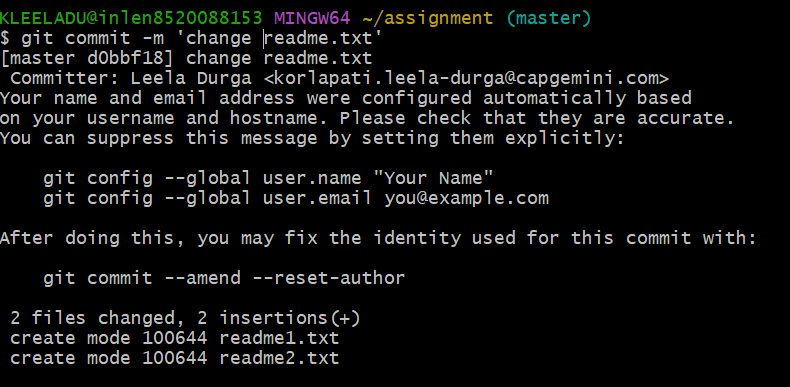 KLEELADU@inlen8520088153 MINGW64 ~/assignment (master)
$ git commit -m 'change readme.txt'
[master d0bbf18] change readme.txt
 Committer: Leela Durga <korlapati.leela-durga@capgemini.com>
Your name and email address were configured automatically based
on your username and hostname. Please check that they are accurate.
You can suppress this message by setting them explicitly:

    git config --global user.name "Your Name"
    git config --global user.email you@example.com

After doing this, you may fix the identity used for this commit with:

    git commit --amend --reset-author

 2 files changed, 2 insertions(+)
 create mode 100644 readme1.txt
 create mode 100644 readme2.txt